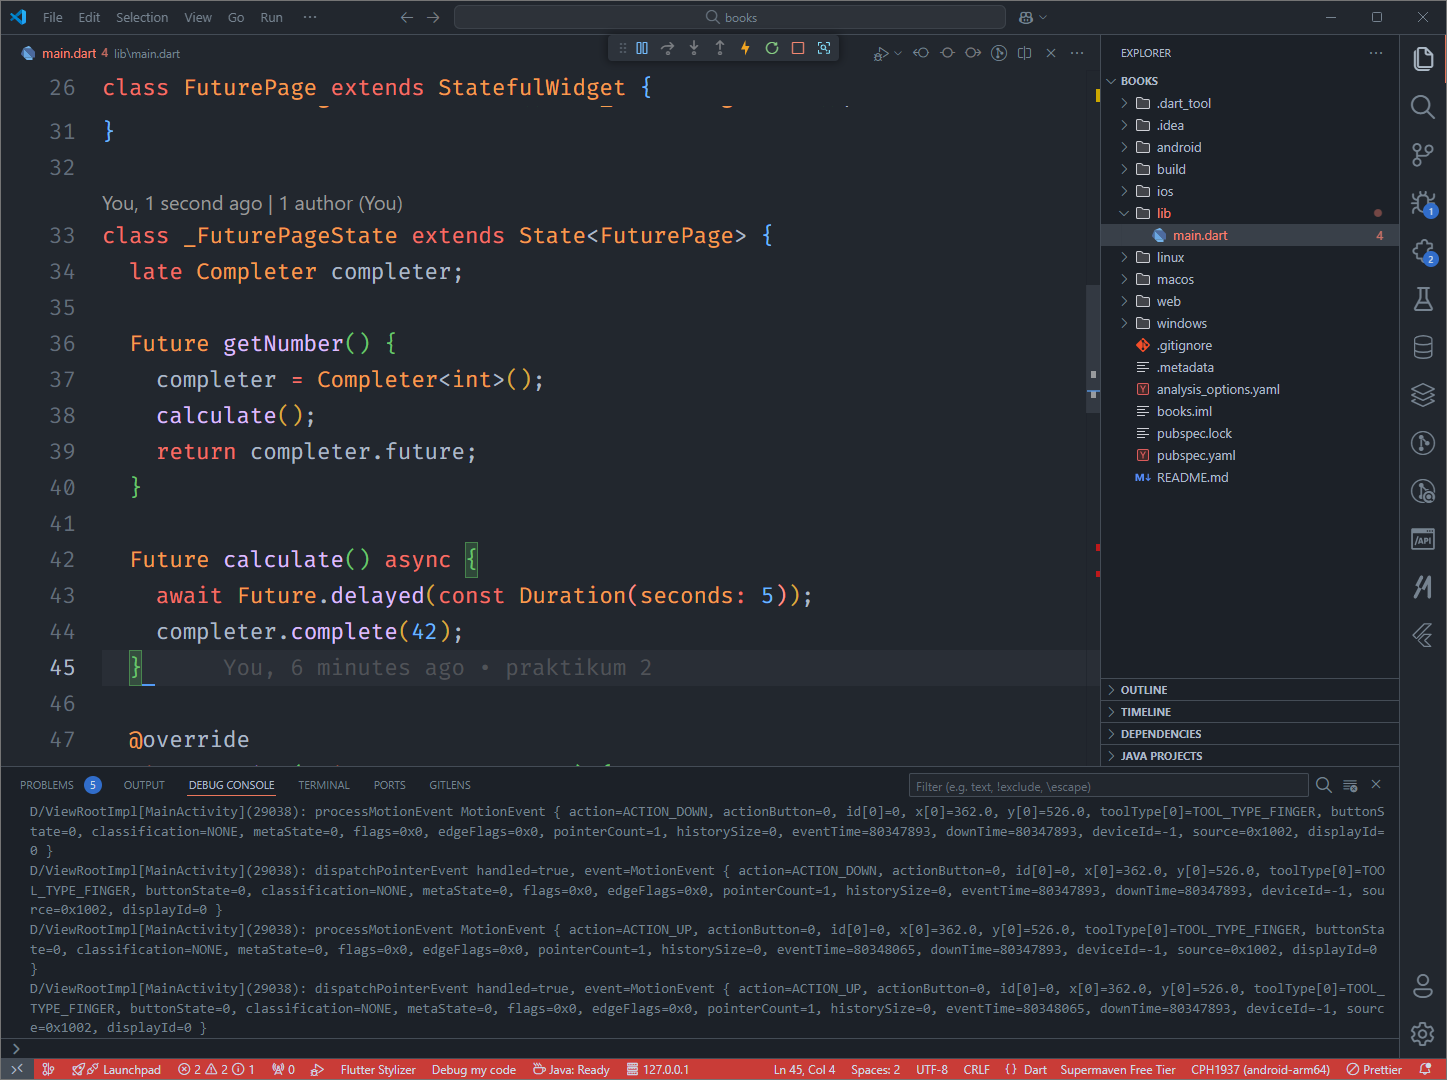 File Edit Selection View Go Run ··· books
main.dart 4 lib\main.dart
26 class FuturePage extends StatefulWidget {
31 }
32
You, 1 second ago | 1 author (You)
33 class _FuturePageState extends State<FuturePage> {
34 late Completer completer;
35
36 Future getNumber() {
37 completer = Completer<int>();
38 calculate();
39 return completer.future;
40 }
41
42 Future calculate() async {
43 await Future.delayed(const Duration(seconds: 5));
44 completer.complete(42);
45 } You, 6 minutes ago • praktikum 2
46
47 @override
EXPLORER ···
BOOKS
.dart_tool
.idea
android
build
ios
lib
main.dart 4
linux
macos
web
windows
.gitignore
.metadata
analysis_options.yaml
books.iml
pubspec.lock
pubspec.yaml
README.md
OUTLINE
TIMELINE
DEPENDENCIES
JAVA PROJECTS
1
2
/API
PROBLEMS 5 OUTPUT DEBUG CONSOLE TERMINAL PORTS GITLENS Filter (e.g. text, !exclude, \escape)
D/ViewRootImpl[MainActivity](29038): processMotionEvent MotionEvent { action=ACTION_DOWN, actionButton=0, id[0]=0, x[0]=362.0, y[0]=526.0, toolType[0]=TOOL_TYPE_FINGER, buttonS
tate=0, classification=NONE, metaState=0, flags=0x0, edgeFlags=0x0, pointerCount=1, historySize=0, eventTime=80347893, downTime=80347893, deviceId=-1, source=0x1002, displayId=
0 }
D/ViewRootImpl[MainActivity](29038): dispatchPointerEvent handled=true, event=MotionEvent { action=ACTION_DOWN, actionButton=0, id[0]=0, x[0]=362.0, y[0]=526.0, toolType[0]=TOO
L_TYPE_FINGER, buttonState=0, classification=NONE, metaState=0, flags=0x0, edgeFlags=0x0, pointerCount=1, historySize=0, eventTime=80347893, downTime=80347893, deviceId=-1, sou
rce=0x1002, displayId=0 }
D/ViewRootImpl[MainActivity](29038): processMotionEvent MotionEvent { action=ACTION_UP, actionButton=0, id[0]=0, x[0]=362.0, y[0]=526.0, toolType[0]=TOOL_TYPE_FINGER, buttonSta
te=0, classification=NONE, metaState=0, flags=0x0, edgeFlags=0x0, pointerCount=1, historySize=0, eventTime=80348065, downTime=80347893, deviceId=-1, source=0x1002, displayId=0
}
D/ViewRootImpl[MainActivity](29038): dispatchPointerEvent handled=true, event=MotionEvent { action=ACTION_UP, actionButton=0, id[0]=0, x[0]=362.0, y[0]=526.0, toolType[0]=TOOL_
TYPE_FINGER, buttonState=0, classification=NONE, metaState=0, flags=0x0, edgeFlags=0x0, pointerCount=1, historySize=0, eventTime=80348065, downTime=80347893, deviceId=-1, sourc
e=0x1002, displayId=0 }
Launchpad 2 2 1 0 Flutter Stylizer Debug my code Java: Ready 127.0.0.1 Ln 45, Col 4 Spaces: 2 UTF-8 CRLF {} Dart Supermaven Free Tier CPH1937 (android-arm64) Prettier